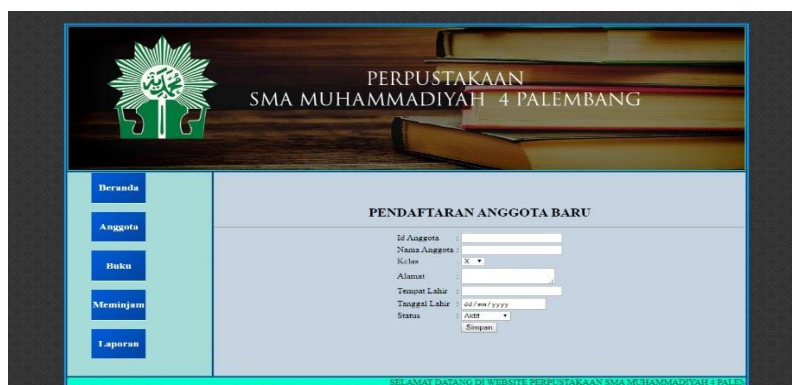 PERPUSTAKAAN
SMA MUHAMMADIYAH 4 PALEMBANG
Beranda
Anggota
Buku
Meminjam
Laporan
PENDAFTARAN ANGGOTA BARU
Id Anggota :
Nama Anggota :
Kelas : X
Alamat :
Tempat Lahir :
Tanggal Lahir : dd/mm/yyyy
Status : Aktif
Simpan
SELAMAT DATANG DI WEBSITE PERPUSTAKAAN SMA MUHAMMADIYAH 4 PALEM